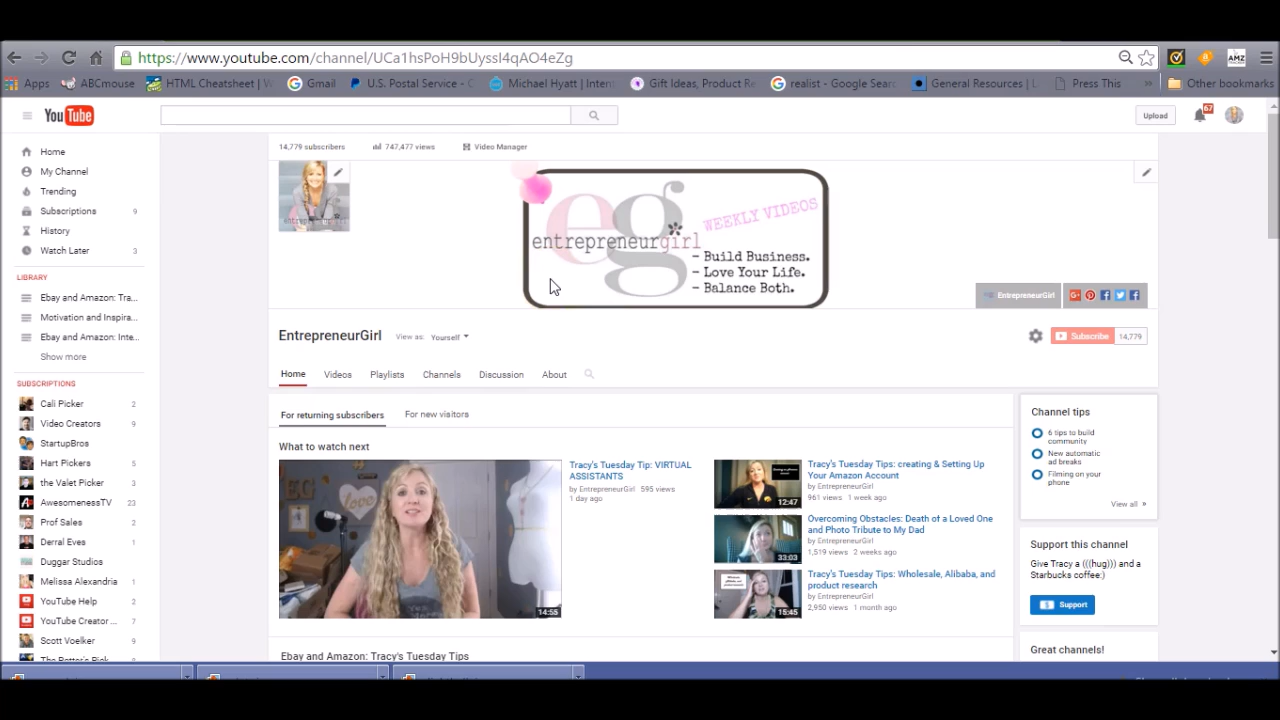 https://www.youtube.com/channel/UCa1hsPoH9bUyssI4qAO4eZg
Apps ABCmouse HTML Cheatsheet | W Gmail U.S. Postal Service - C Michael Hyatt | Intern Gift Ideas, Product Re realist - Google Sear General Resources | L Press This » Other bookmarks
YouTube Upload 67
14,779 subscribers 747,477 views Video Manager
Home
My Channel
Trending
Subscriptions 9
History
Watch Later 3
LIBRARY
Ebay and Amazon: Tra...
Motivation and Inspira...
Ebay and Amazon: Inte...
Show more
SUBSCRIPTIONS
Cali Picker 2
Video Creators 9
StartupBros
Hart Pickers 5
the Valet Picker 3
AwesomenessTV 23
Prof Sales 2
Derral Eves 1
Duggar Studios
Melissa Alexandria 1
YouTube Help 2
YouTube Creator ... 7
Scott Voelker 9
eg
entrepreneurgirl
WEEKLY VIDEOS
- Build Business.
- Love Your Life.
- Balance Both.
EntrepreneurGirl
EntrepreneurGirl View as: Yourself
Subscribe 14,779
Home Videos Playlists Channels Discussion About
For returning subscribers For new visitors
What to watch next
14:55
Tracy's Tuesday Tip: VIRTUAL
ASSISTANTS
by EntrepreneurGirl 595 views
1 day ago
12:47
Tracy's Tuesday Tips: creating & Setting Up
Your Amazon Account
by EntrepreneurGirl
961 views 1 week ago
33:03
Overcoming Obstacles: Death of a Loved One
and Photo Tribute to My Dad
by EntrepreneurGirl
1,519 views 2 weeks ago
15:45
Tracy's Tuesday Tips: Wholesale, Alibaba, and
product research
by EntrepreneurGirl
2,950 views 1 month ago
Ebay and Amazon: Tracy's Tuesday Tips
Channel tips
6 tips to build
community
New automatic
ad breaks
Filming on your
phone
View all »
Support this channel
Give Tracy a (((hug))) and a
Starbucks coffee:)
Support
Great channels!